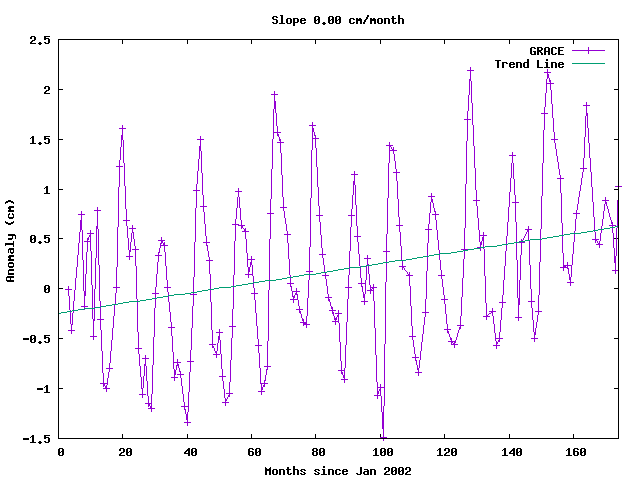 Slope 0.00 cm/month
GRACE
Trend Line
2.5
2
1.5
1
0.5
0
-0.5
-1
-1.5
Anomaly (cm)
0 20 40 60 80 100 120 140 160
Months since Jan 2002